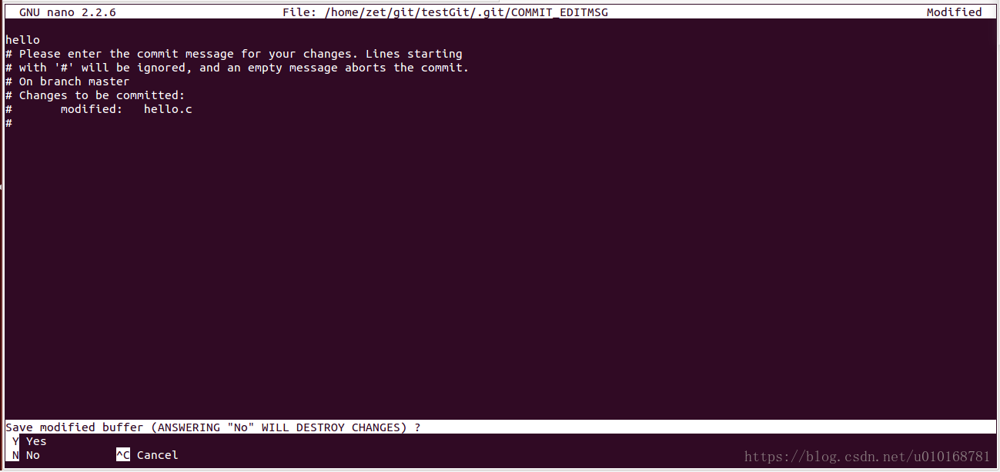 GNU nano 2.2.6 File: /home/zet/git/testGit/.git/COMMIT_EDITMSG Modified
hello
# Please enter the commit message for your changes. Lines starting
# with '#' will be ignored, and an empty message aborts the commit.
# On branch master
# Changes to be committed:
#       modified:   hello.c
#
Save modified buffer (ANSWERING "No" WILL DESTROY CHANGES) ?
Y Yes
N No ^C Cancel
https://blog.csdn.net/u010168781